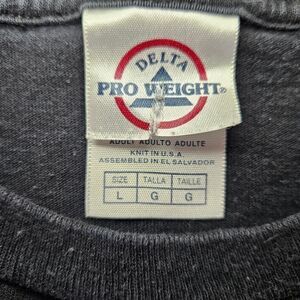 DELTA
PRO WEIGHT®
ADULT ADULTO ADULTE
KNIT IN U.S.A.
ASSEMBLED IN EL SALVADOR
SIZE TALLA TAILLE
L G G